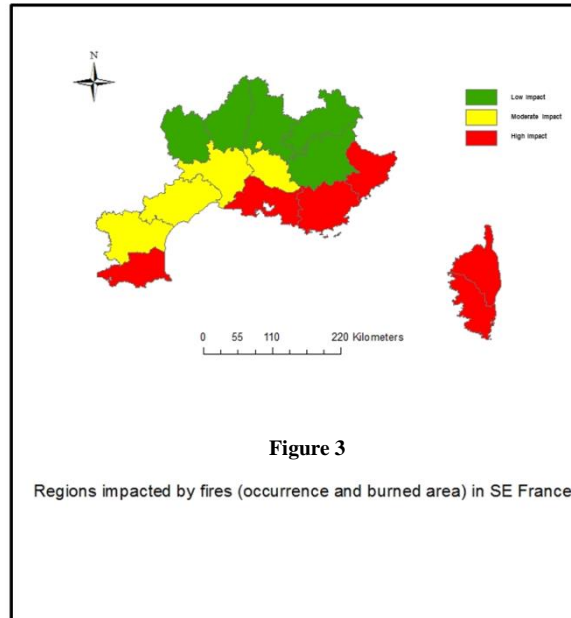 N
Low impact
Moderate impact
High impact
0 55 110 220 Kilometers
Figure 3
Regions impacted by fires (occurrence and burned area) in SE France